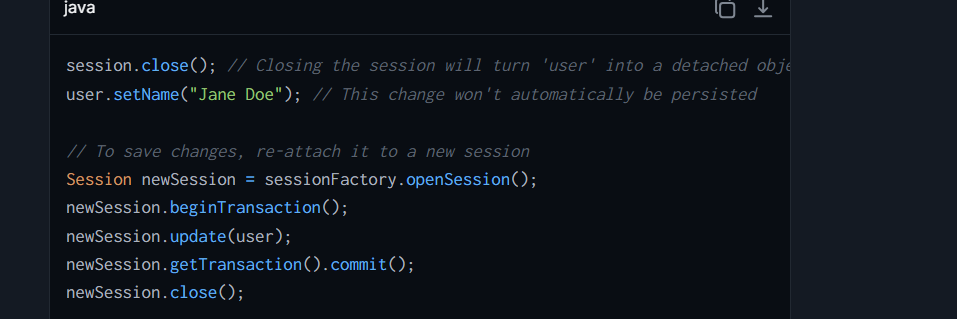 java
session.close(); // Closing the session will turn 'user' into a detached obje
user.setName("Jane Doe"); // This change won't automatically be persisted
// To save changes, re-attach it to a new session
Session newSession = sessionFactory.openSession();
newSession.beginTransaction();
newSession.update(user);
newSession.getTransaction().commit();
newSession.close();